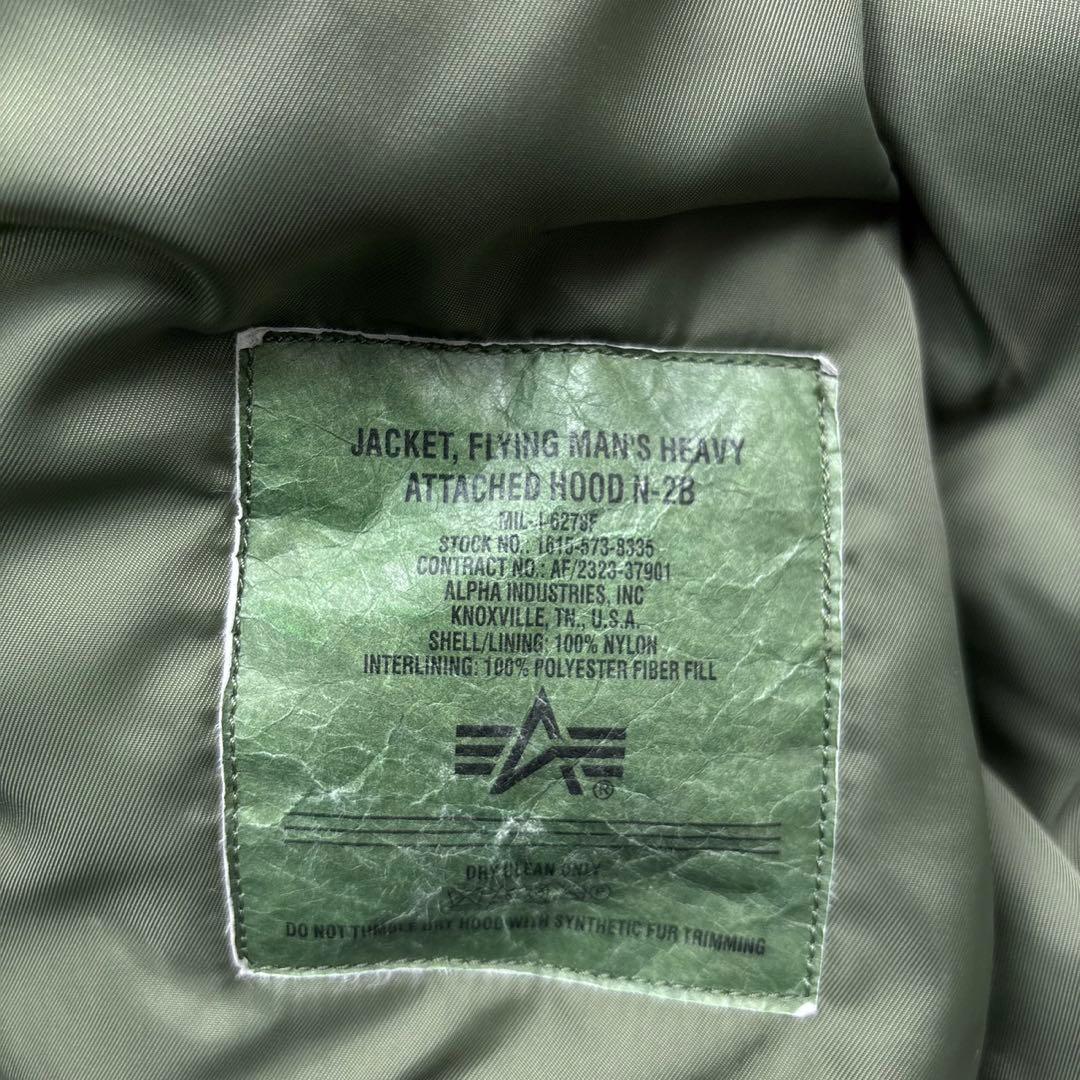 JACKET, FLYING MAN'S HEAVY
ATTACHED HOOD N-2B
MIL-J-6278F
STOCK NO.: 1615-573-8335
CONTRACT NO.: AF/2323-37901
ALPHA INDUSTRIES, INC
KNOXVILLE, TN., U.S.A.
SHELL/LINING: 100% NYLON
INTERLINING: 100% POLYESTER FIBER FILL
®
DRY CLEAN ONLY
DO NOT TUMBLE DRY HOOD WITH SYNTHETIC FUR TRIMMING